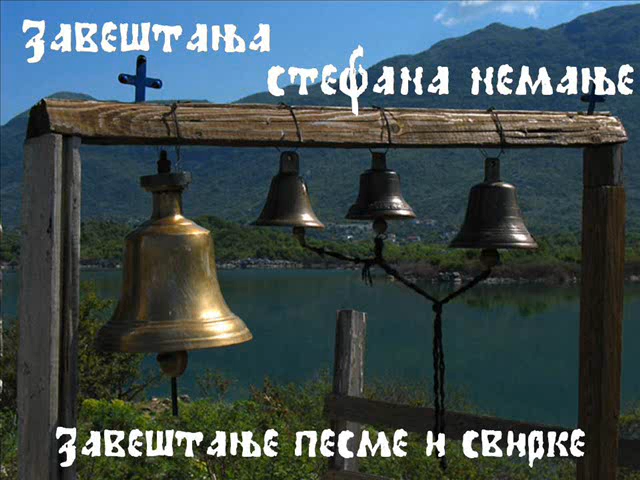 Завештања
стефана немање
Завештање песме и свирке